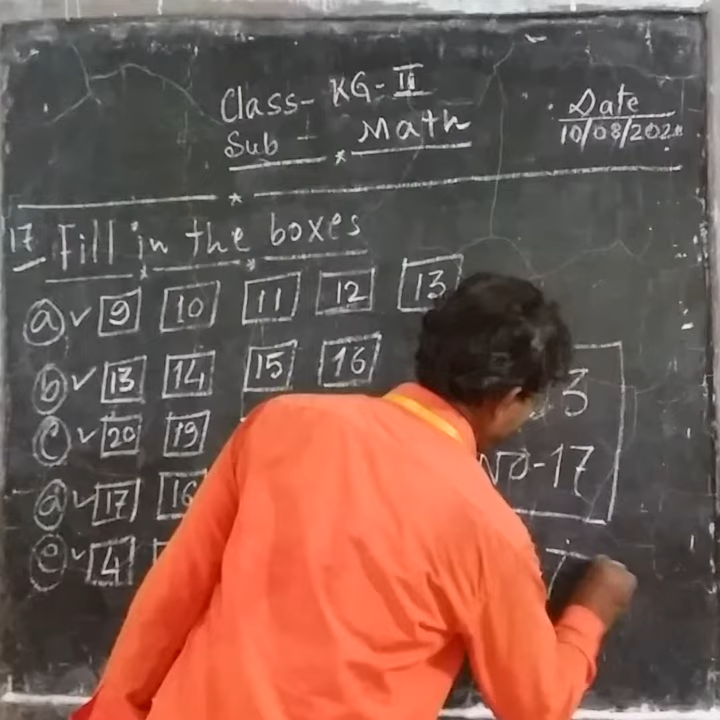 Class- KG-II
Sub - Math
Date
10/08/202
17 Fill in the boxes
a ✓ 9 10 11 12 13
b ✓ 13 14 15 16
c ✓ 20 19
d ✓ 17 16
e ✓ 4
3
NO-17